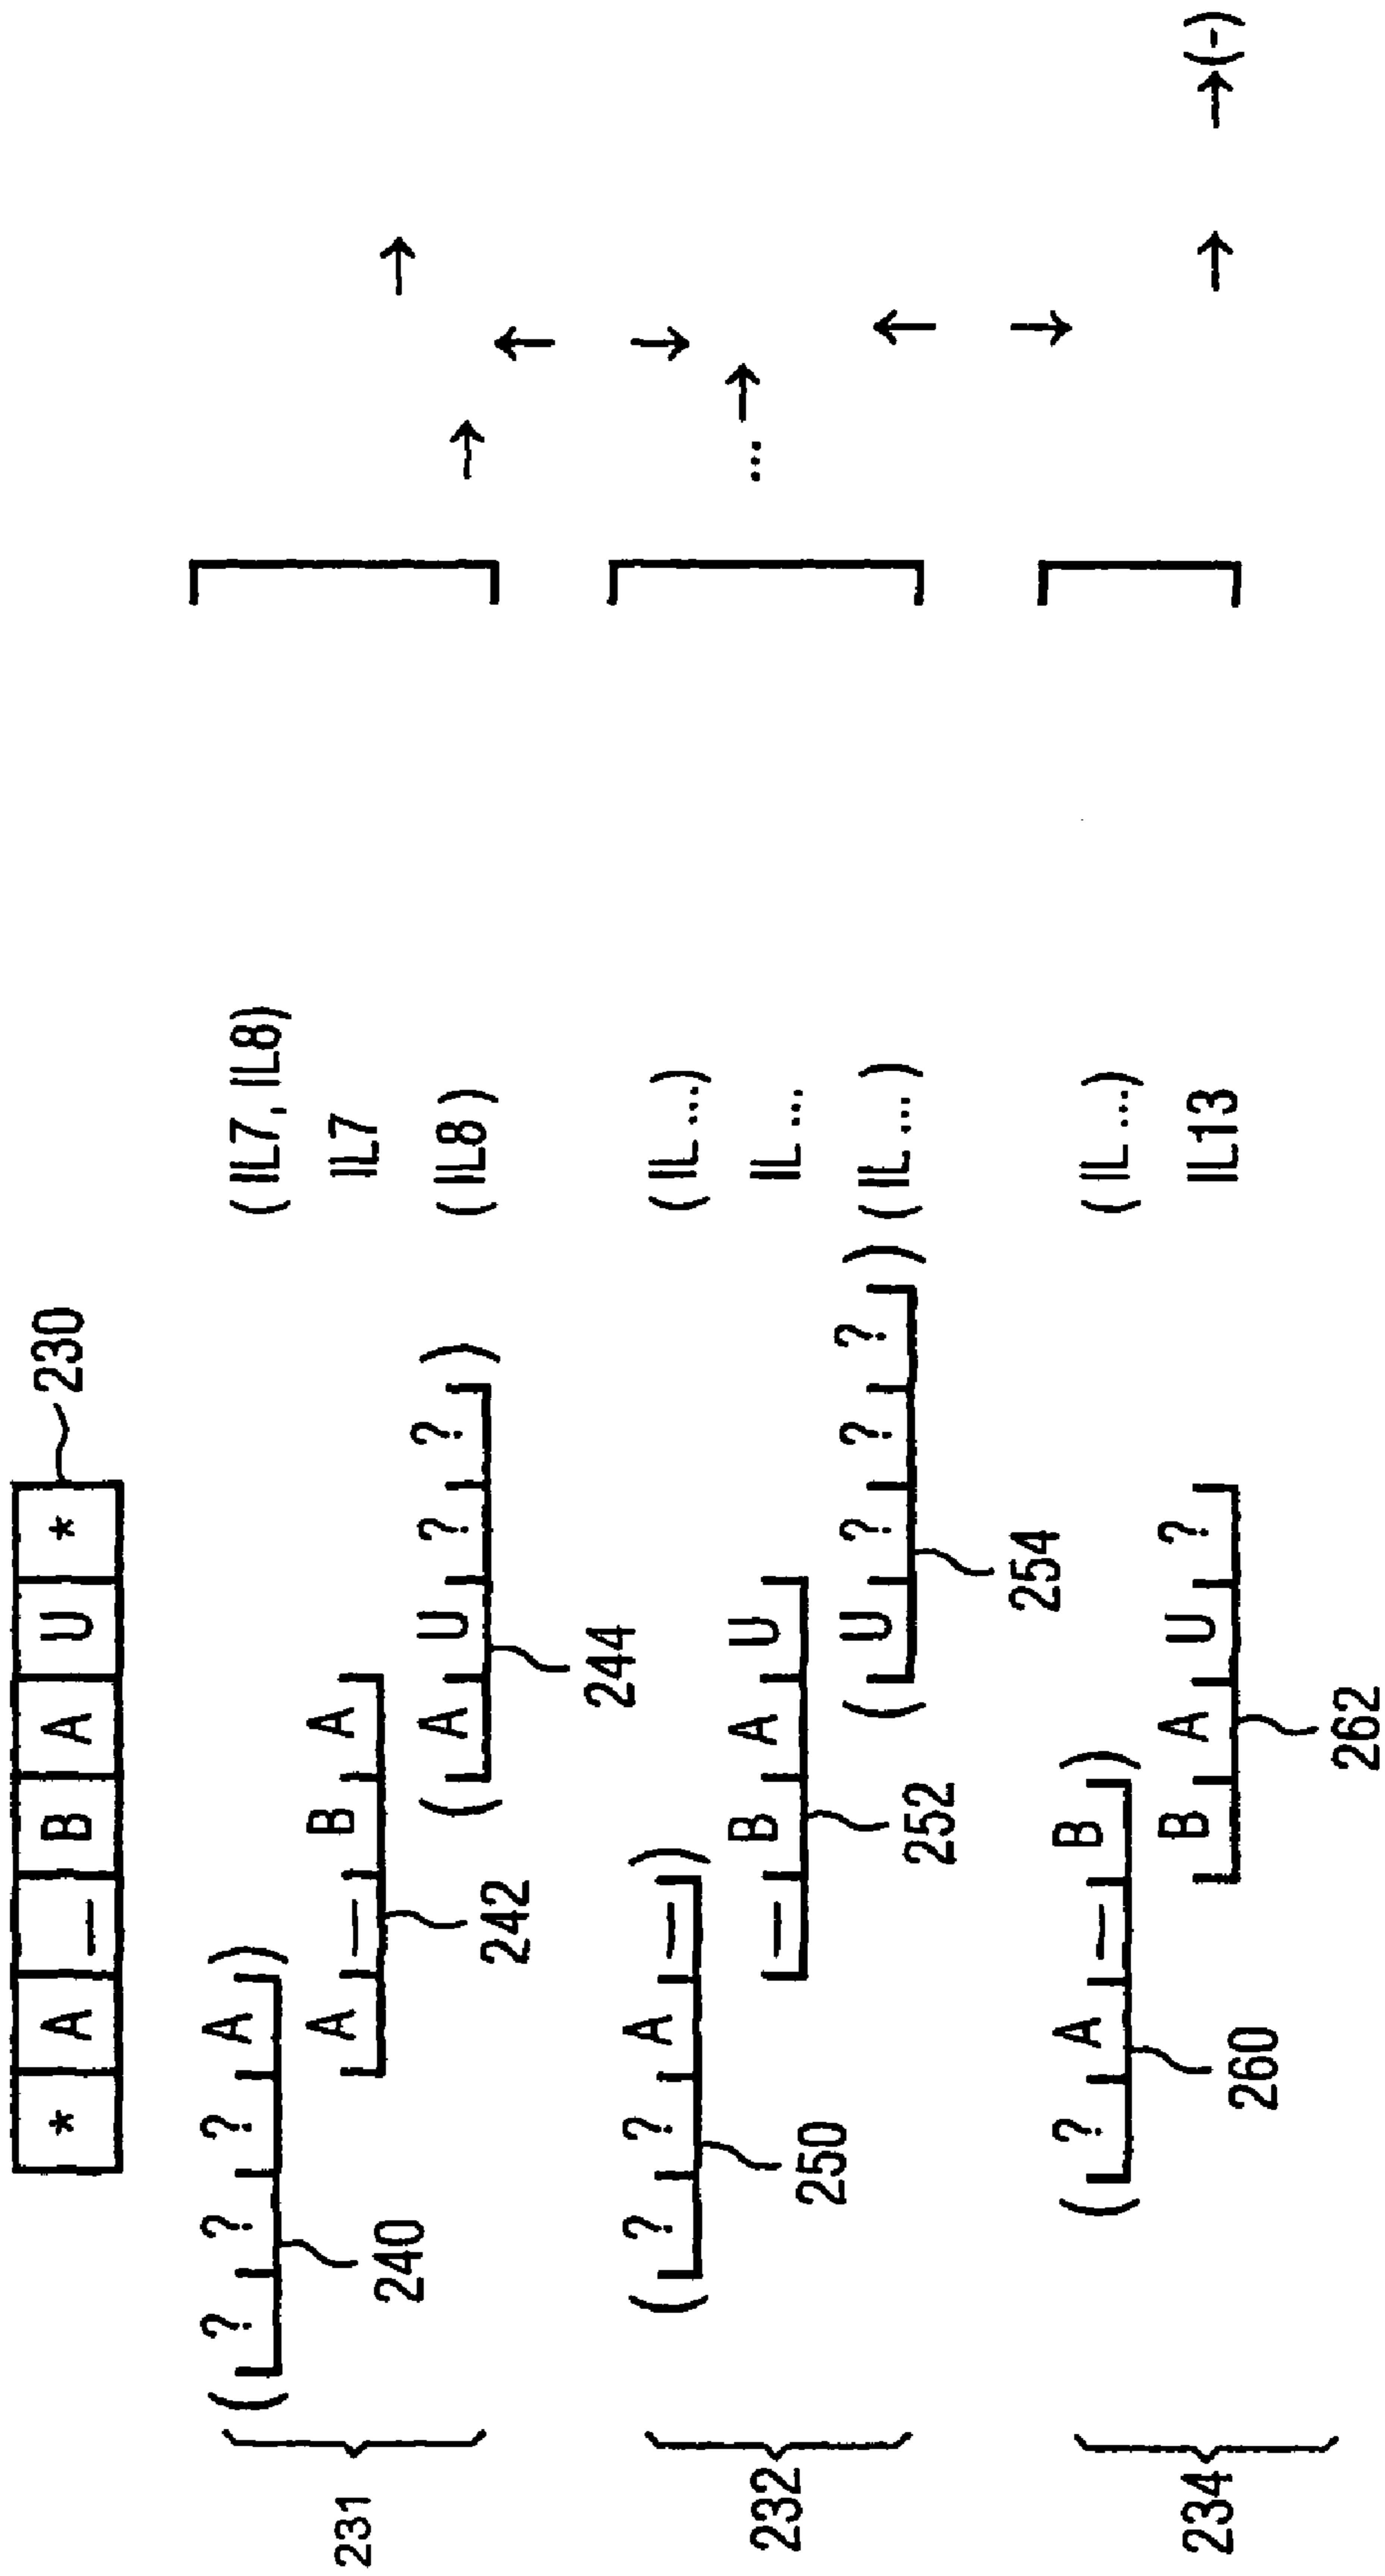 * A _ B A U * 230
( ? ? ? A ) ( IL7, IL8)
A _ B A IL7
240
( A U ? ? ) ( IL8 )
231
242
244
( ? ? A _ ) ( IL ... )
_ B A U IL ... ...
250
( U ? ? ? ) ( IL ... )
232
252
254
( ? A _ B ) ( IL ... )
B A U ? IL13 (-)
260
234
262